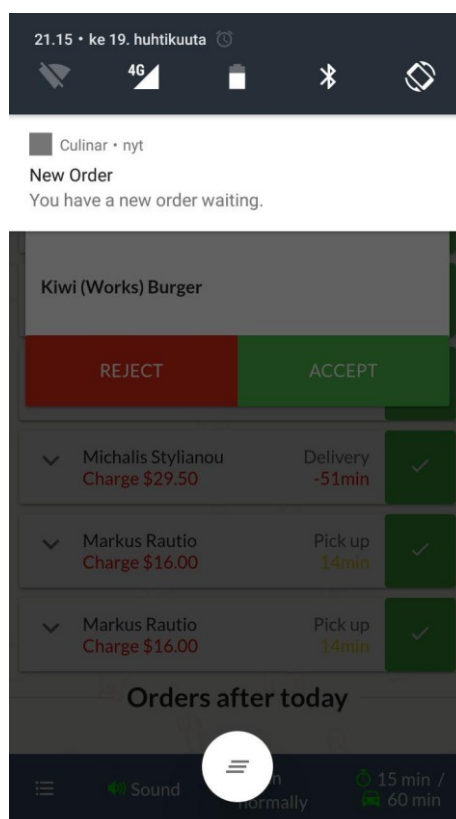 21.15 • ke 19. huhtikuuta
4G
Culinar • nyt
New Order
You have a new order waiting.
Kiwi (Works) Burger
REJECT
ACCEPT
Michalis Stylianou
Delivery
Charge $29.50
-51min
Markus Rautio
Pick up
Charge $16.00
14min
Markus Rautio
Pick up
Charge $16.00
14min
Orders after today
Sound
normally
15 min /
60 min